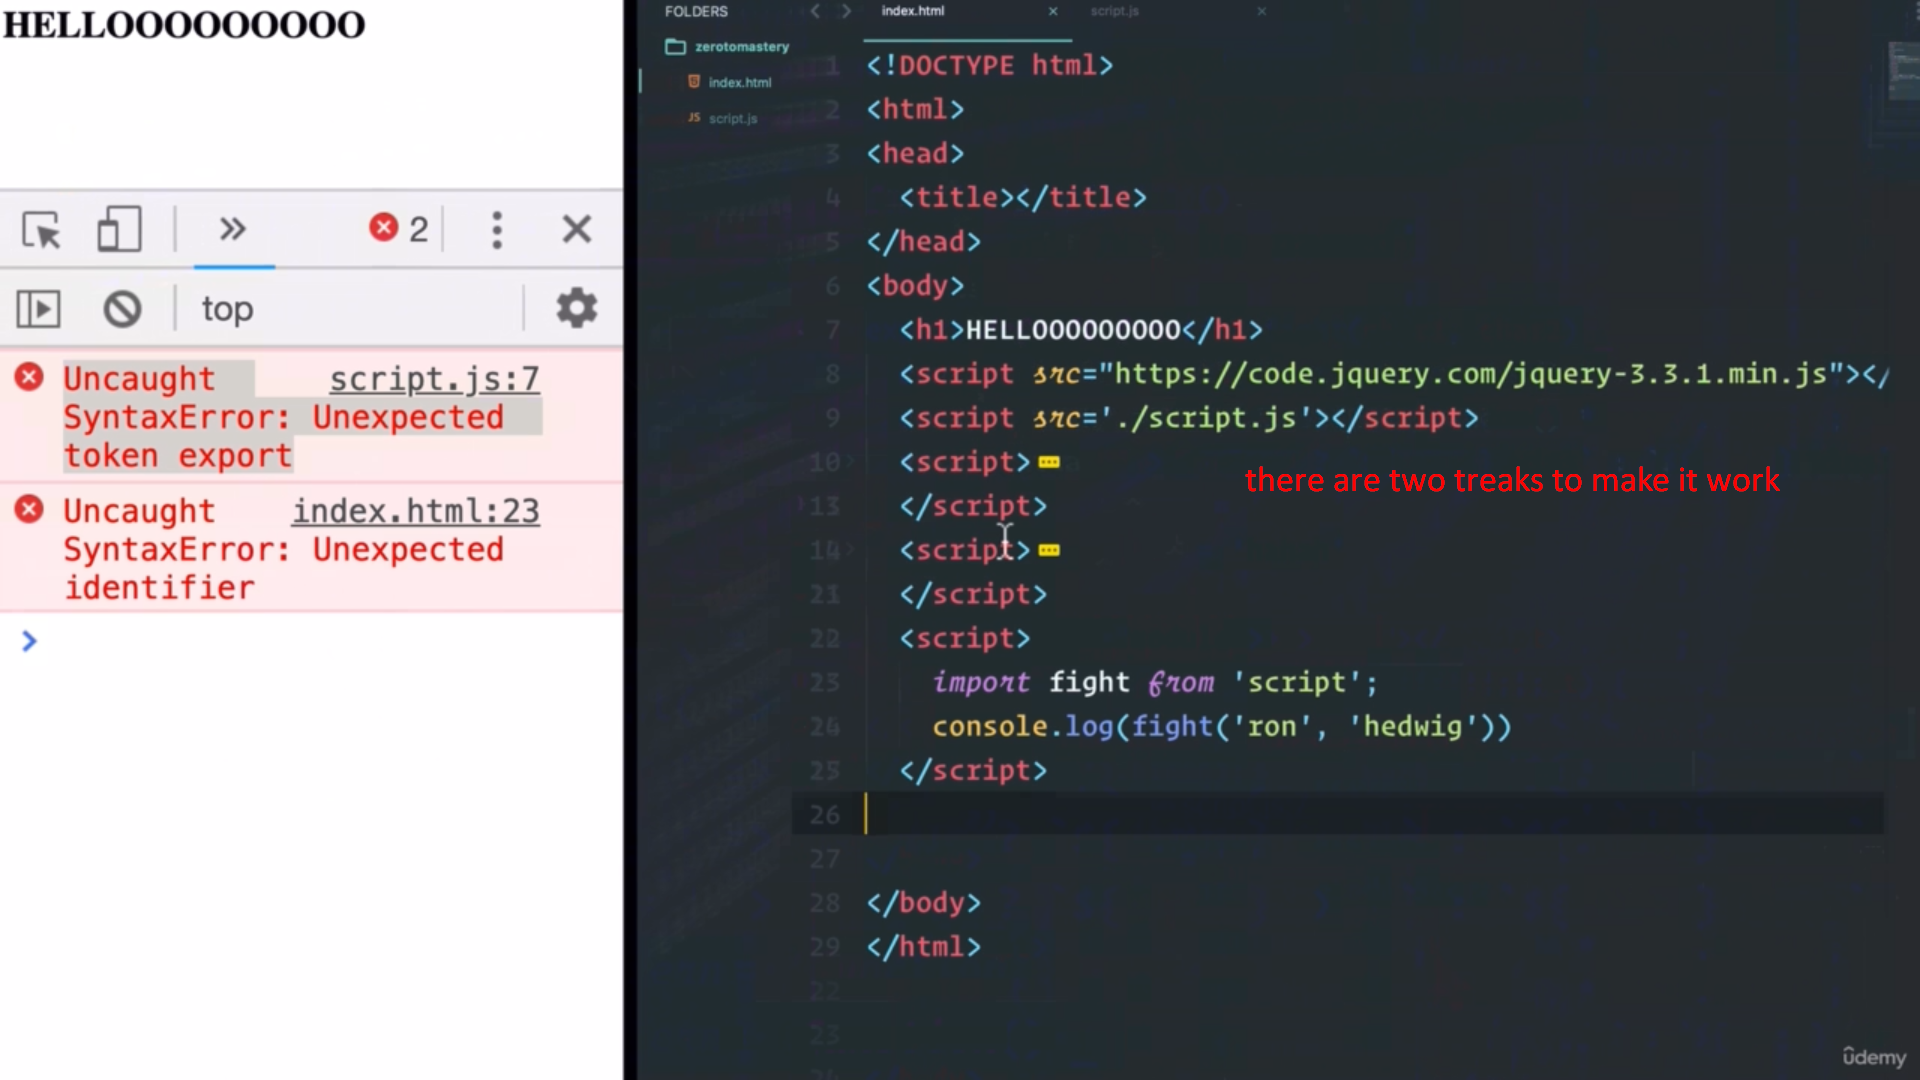 HELLOOOOOOOOO
2
top
Uncaught script.js:7
SyntaxError: Unexpected
token export
Uncaught index.html:23
SyntaxError: Unexpected
identifier
FOLDERS
zerotomastery
index.html
JS script.js
index.html × script.js ×
1 <!DOCTYPE html>
2 <html>
3 <head>
4 <title></title>
5 </head>
6 <body>
7 <h1>HELLOOOOOOOOO</h1>
8 <script src="https://code.jquery.com/jquery-3.3.1.min.js"></
9 <script src='./script.js'></script>
10 <script>
there are two treaks to make it work
13 </script>
14 <script>
21 </script>
22 <script>
23 import fight from 'script';
24 console.log(fight('ron', 'hedwig'))
25 </script>
26
27
28 </body>
29 </html>
22
23
ûdemy